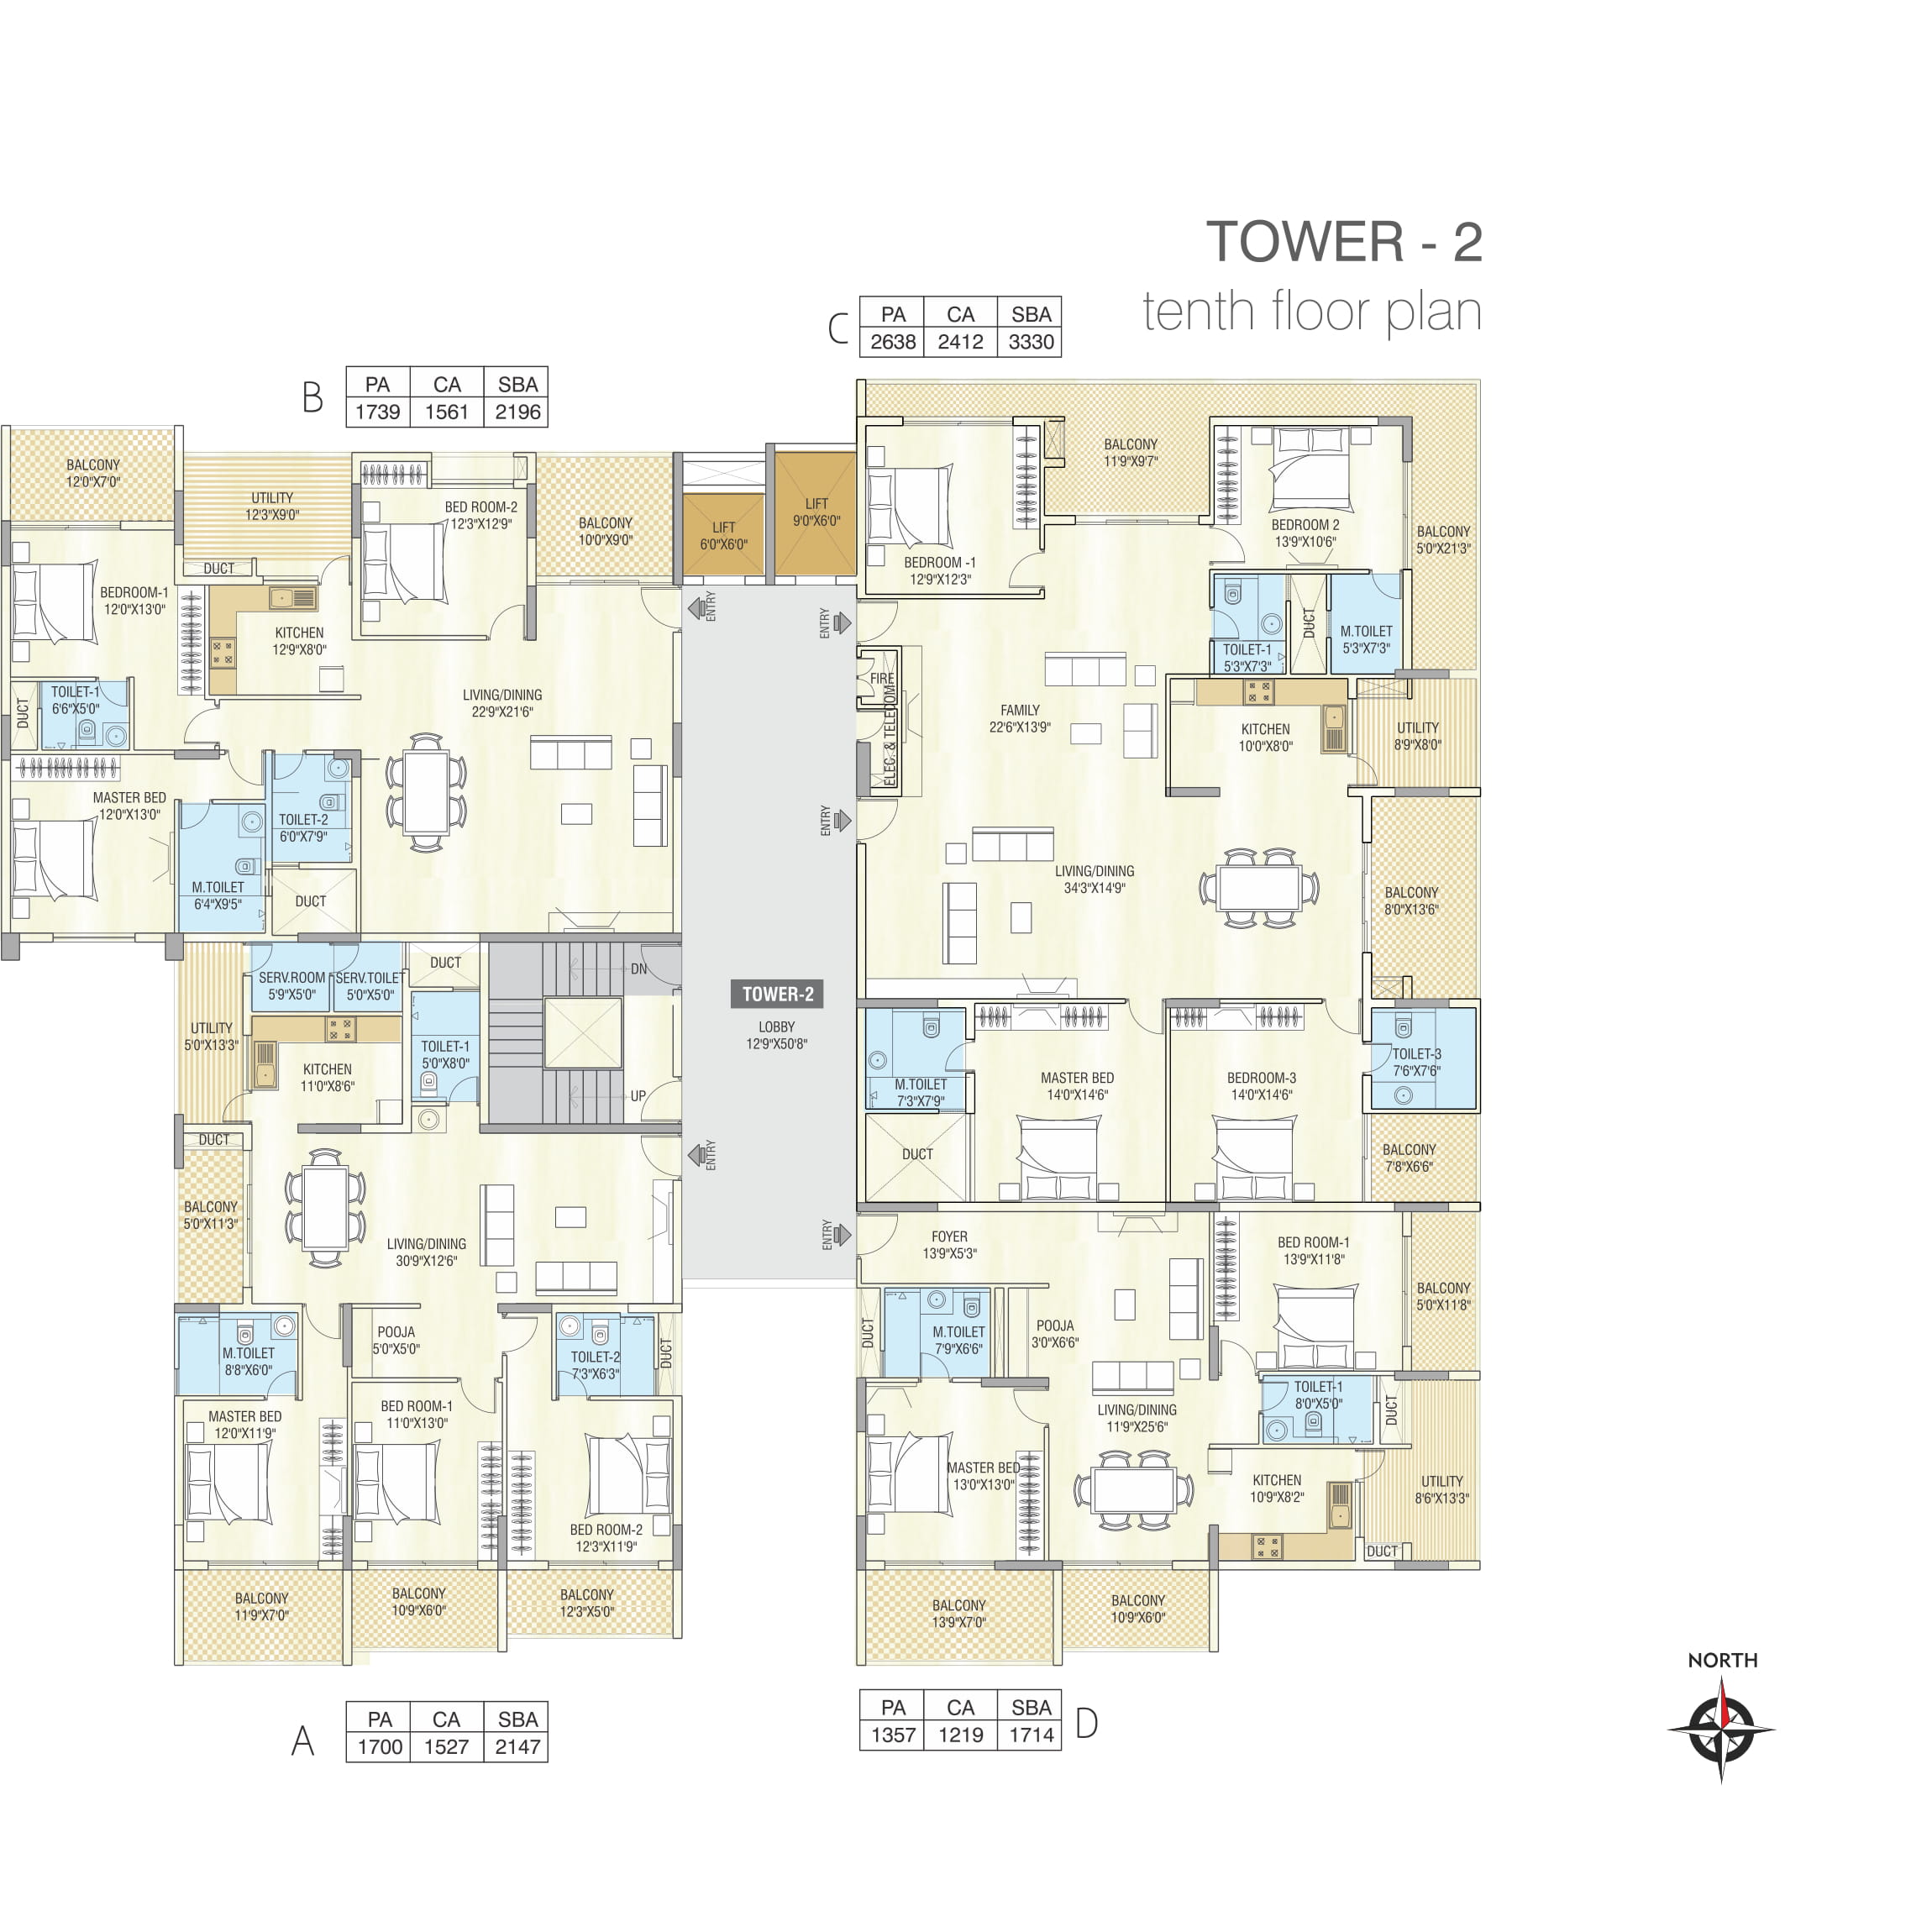 TOWER - 2
tenth floor plan
C
PA CA SBA
2638 2412 3330
B
PA CA SBA
1739 1561 2196
BALCONY
12'0"X7'0"
UTILITY
12'3"X9'0"
BED ROOM-2
12'3"X12'9"
BALCONY
10'0"X9'0"
LIFT
6'0"X6'0"
LIFT
9'0"X6'0"
DUCT
BEDROOM-1
12'0"X13'0"
KITCHEN
12'9"X8'0"
ENTRY
LIVING/DINING
22'9"X21'6"
DUCT
TOILET-1
6'6"X5'0"
MASTER BED
12'0"X13'0"
TOILET-2
6'0"X7'9"
M.TOILET
6'4"X9'5"
DUCT
BALCONY
11'9"X9'7"
BEDROOM -1
12'9"X12'3"
BEDROOM 2
13'9"X10'6"
BALCONY
5'0"X21'3"
ENTRY
TOILET-1
5'3"X7'3"
DUCT
M.TOILET
5'3"X7'3"
FIRE
ELEC. & TELECOM
FAMILY
22'6"X13'9"
KITCHEN
10'0"X8'0"
UTILITY
8'9"X8'0"
ENTRY
LIVING/DINING
34'3"X14'9"
BALCONY
8'0"X13'6"
M.TOILET
7'3"X7'9"
MASTER BED
14'0"X14'6"
BEDROOM-3
14'0"X14'6"
TOILET-3
7'6"X7'6"
DUCT
BALCONY
7'8"X6'6"
TOWER-2
LOBBY
12'9"X50'8"
SERV.ROOM
5'9"X5'0"
SERV.TOILET
5'0"X5'0"
DUCT
DN
UTILITY
5'0"X13'3"
KITCHEN
11'0"X8'6"
TOILET-1
5'0"X8'0"
UP
DUCT
ENTRY
BALCONY
5'0"X11'3"
LIVING/DINING
30'9"X12'6"
M.TOILET
8'8"X6'0"
POOJA
5'0"X5'0"
TOILET-2
7'3"X6'3"
DUCT
MASTER BED
12'0"X11'9"
BED ROOM-1
11'0"X13'0"
BED ROOM-2
12'3"X11'9"
BALCONY
11'9"X7'0"
BALCONY
10'9"X6'0"
BALCONY
12'3"X5'0"
ENTRY
FOYER
13'9"X5'3"
BED ROOM-1
13'9"X11'8"
BALCONY
5'0"X11'8"
DUCT
M.TOILET
7'9"X6'6"
POOJA
3'0"X6'6"
TOILET-1
8'0"X5'0"
DUCT
LIVING/DINING
11'9"X25'6"
MASTER BED
13'0"X13'0"
KITCHEN
10'9"X8'2"
UTILITY
8'6"X13'3"
DUCT
BALCONY
13'9"X7'0"
BALCONY
10'9"X6'0"
NORTH
A
PA CA SBA
1700 1527 2147
PA CA SBA
1357 1219 1714
D